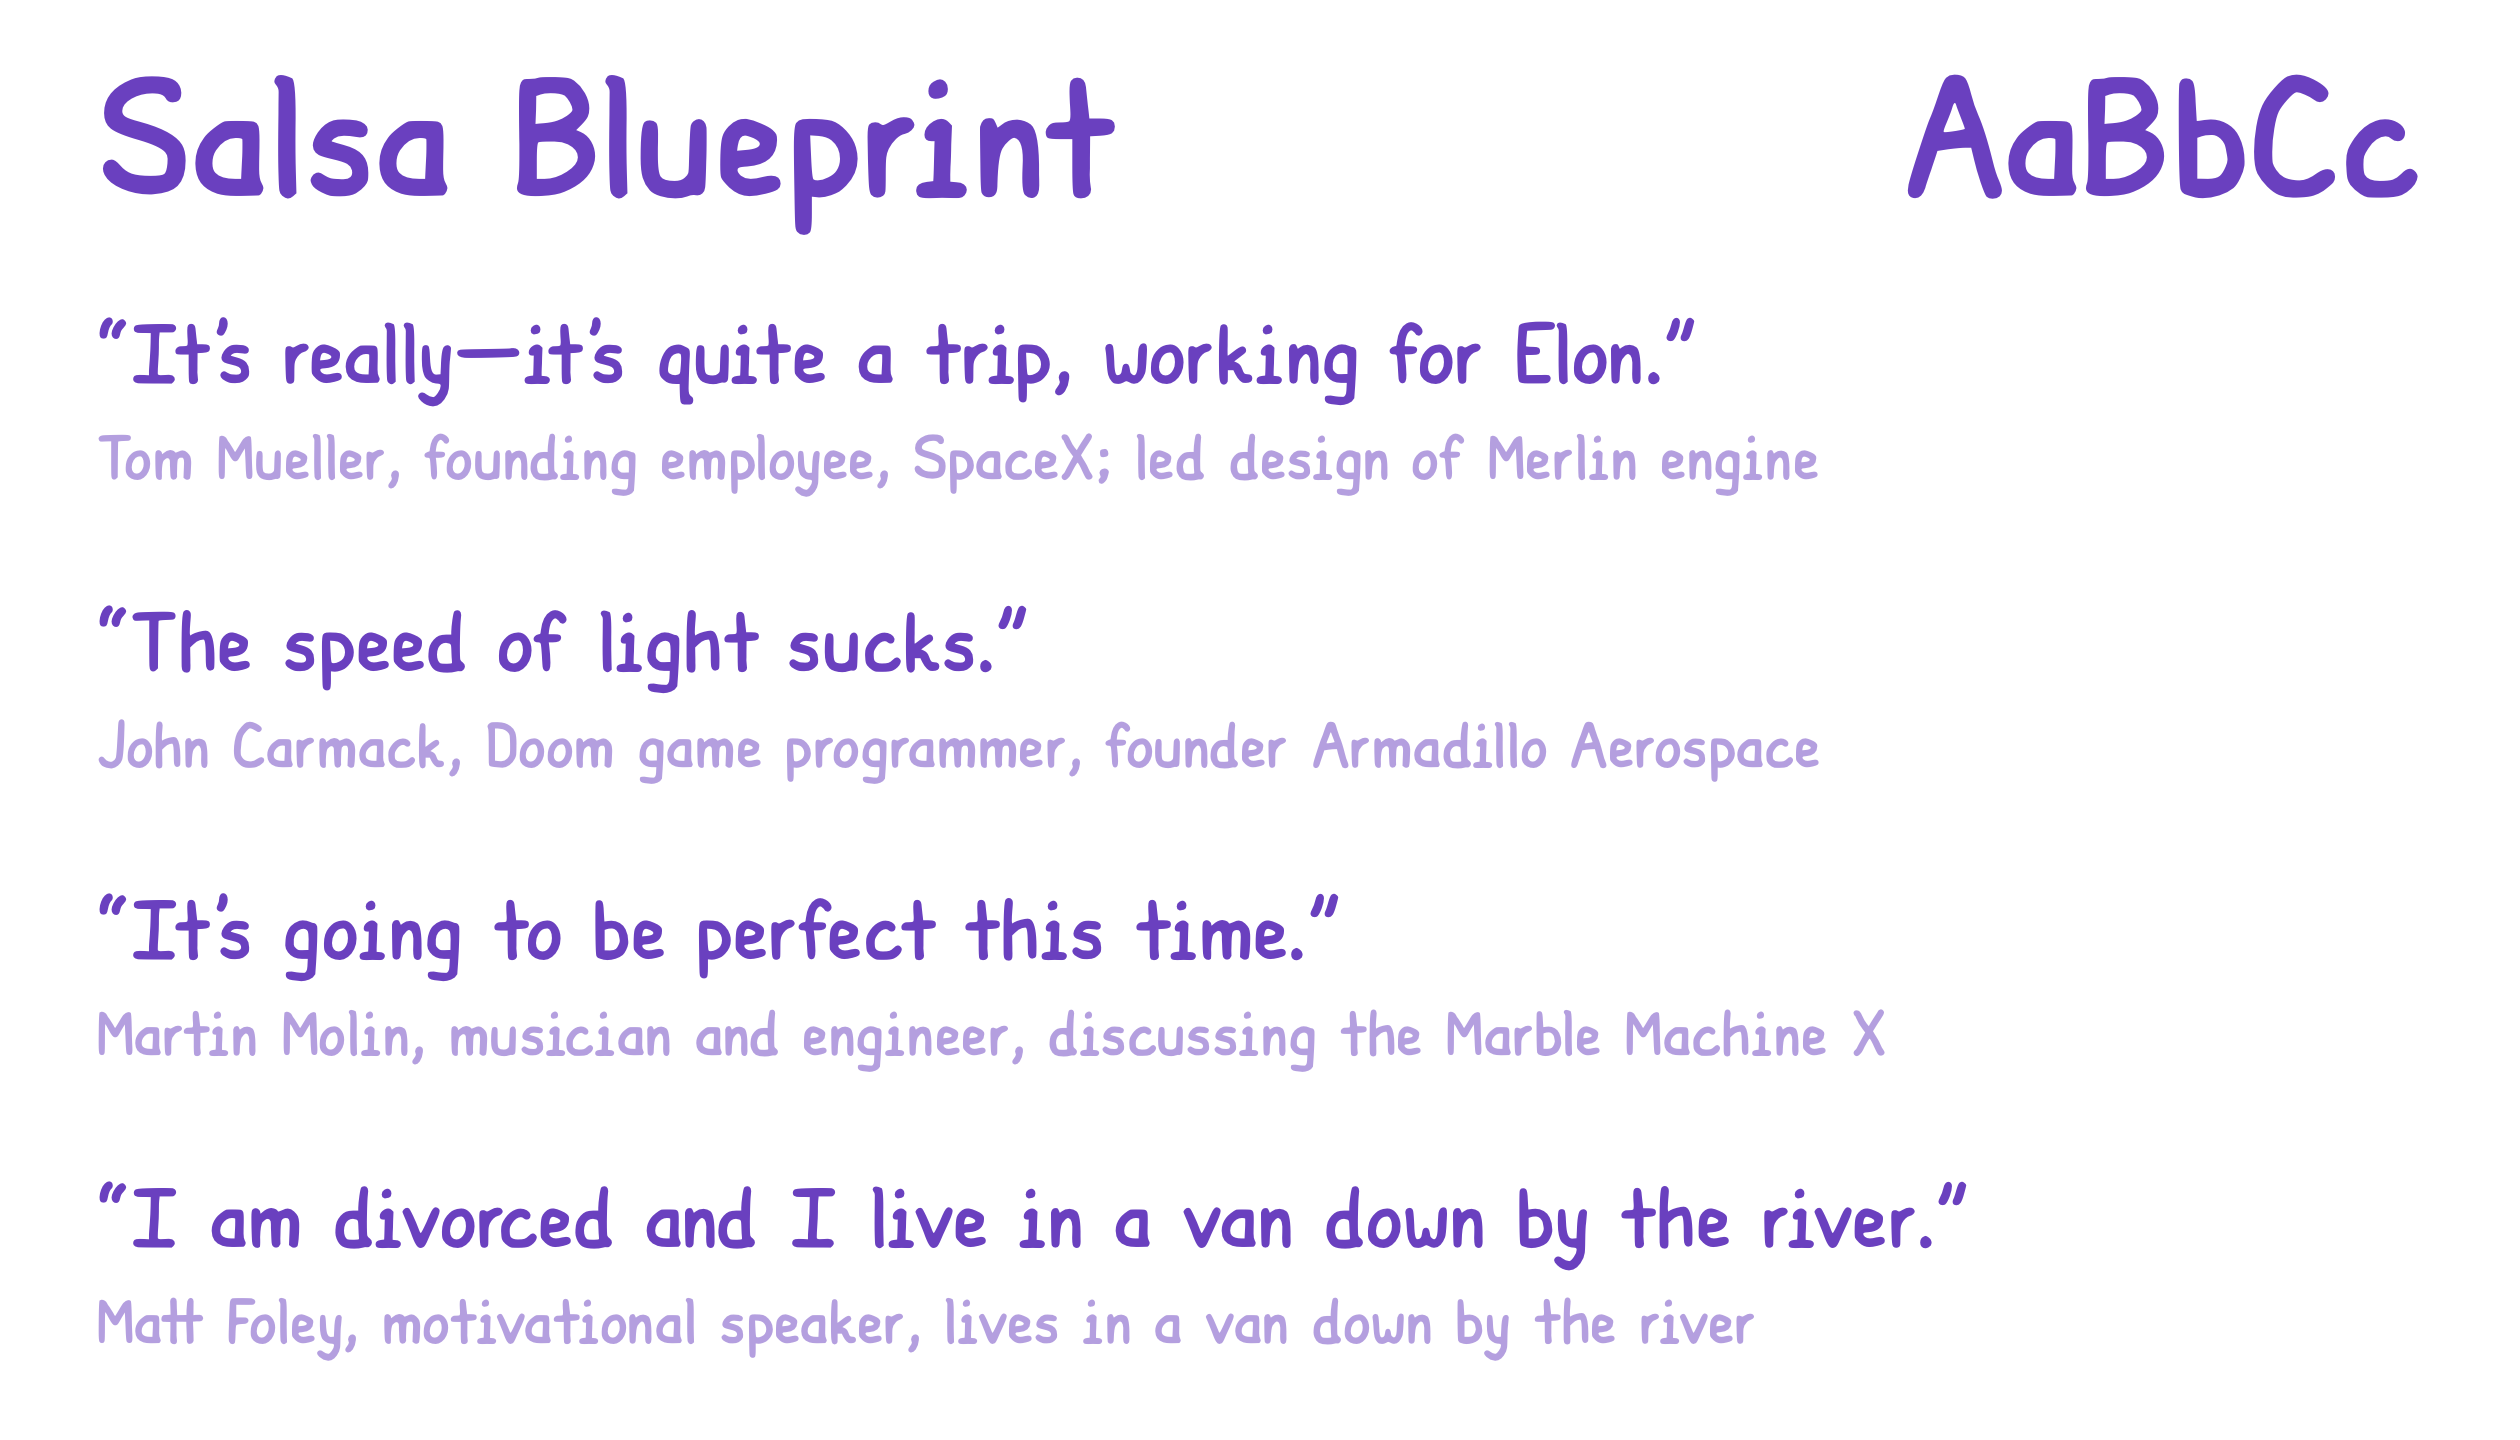 Salsa Blueprint
AaBbCc
“It’s really—it’s quite a trip, working for Elon.”
Tom Mueller, founding employee, SpaceX: led design of Merlin engine
“The speed of light sucks.”
John Carmack, Doom game programmer, founder Armadillo Aerospace
“It’s going to be perfect this time.”
Martin Molin, musician and engineer, discussing the Marble Machine X
“I am divorced and I live in a van down by the river.”
Matt Foley, motivational speaker, lives in a van down by the river